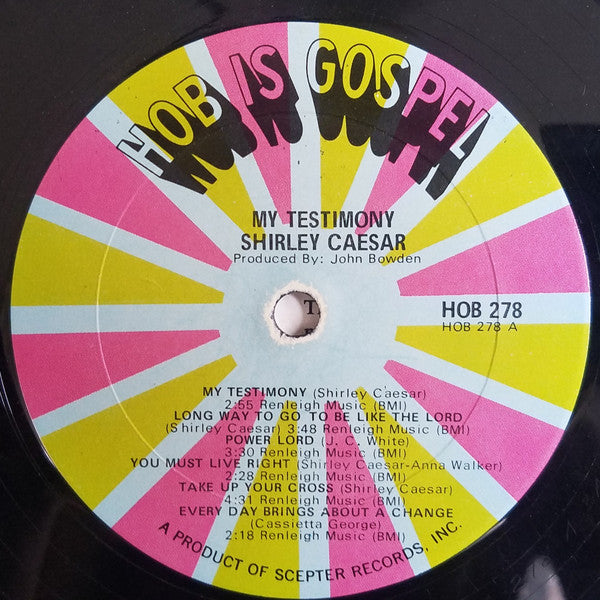 HOB IS GOSPEL
MY TESTIMONY
SHIRLEY CAESAR
Produced By: John Bowden
HOB 278
HOB 278 A
MY TESTIMONY (Shirley Caesar)
2:55 Renleigh Music (BMI)
LONG WAY TO GO TO BE LIKE THE LORD
(Shirley Caesar) 3:48 Renleigh Music (BMI)
POWER LORD (J. C. White)
3:30 Renleigh Music (BMI)
YOU MUST LIVE RIGHT (Shirley Caesar-Anna Walker)
2:28 Renleigh Music (BMI)
TAKE UP YOUR CROSS (Shirley Caesar)
4:31 Renleigh Music (BMI)
EVERY DAY BRINGS ABOUT A CHANGE
(Cassietta George)
2:18 Renleigh Music (BMI)
A PRODUCT OF SCEPTER RECORDS, INC.